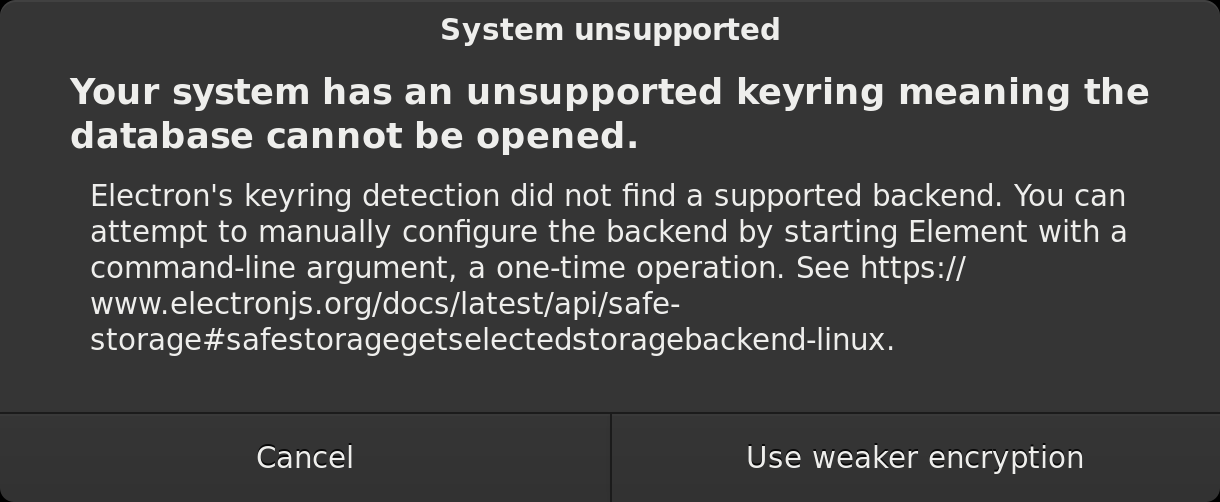 System unsupported
Your system has an unsupported keyring meaning the
database cannot be opened.
Electron's keyring detection did not find a supported backend. You can
attempt to manually configure the backend by starting Element with a
command-line argument, a one-time operation. See https://
www.electronjs.org/docs/latest/api/safe-
storage#safestoragegetselectedstoragebackend-linux.
Cancel
Use weaker encryption